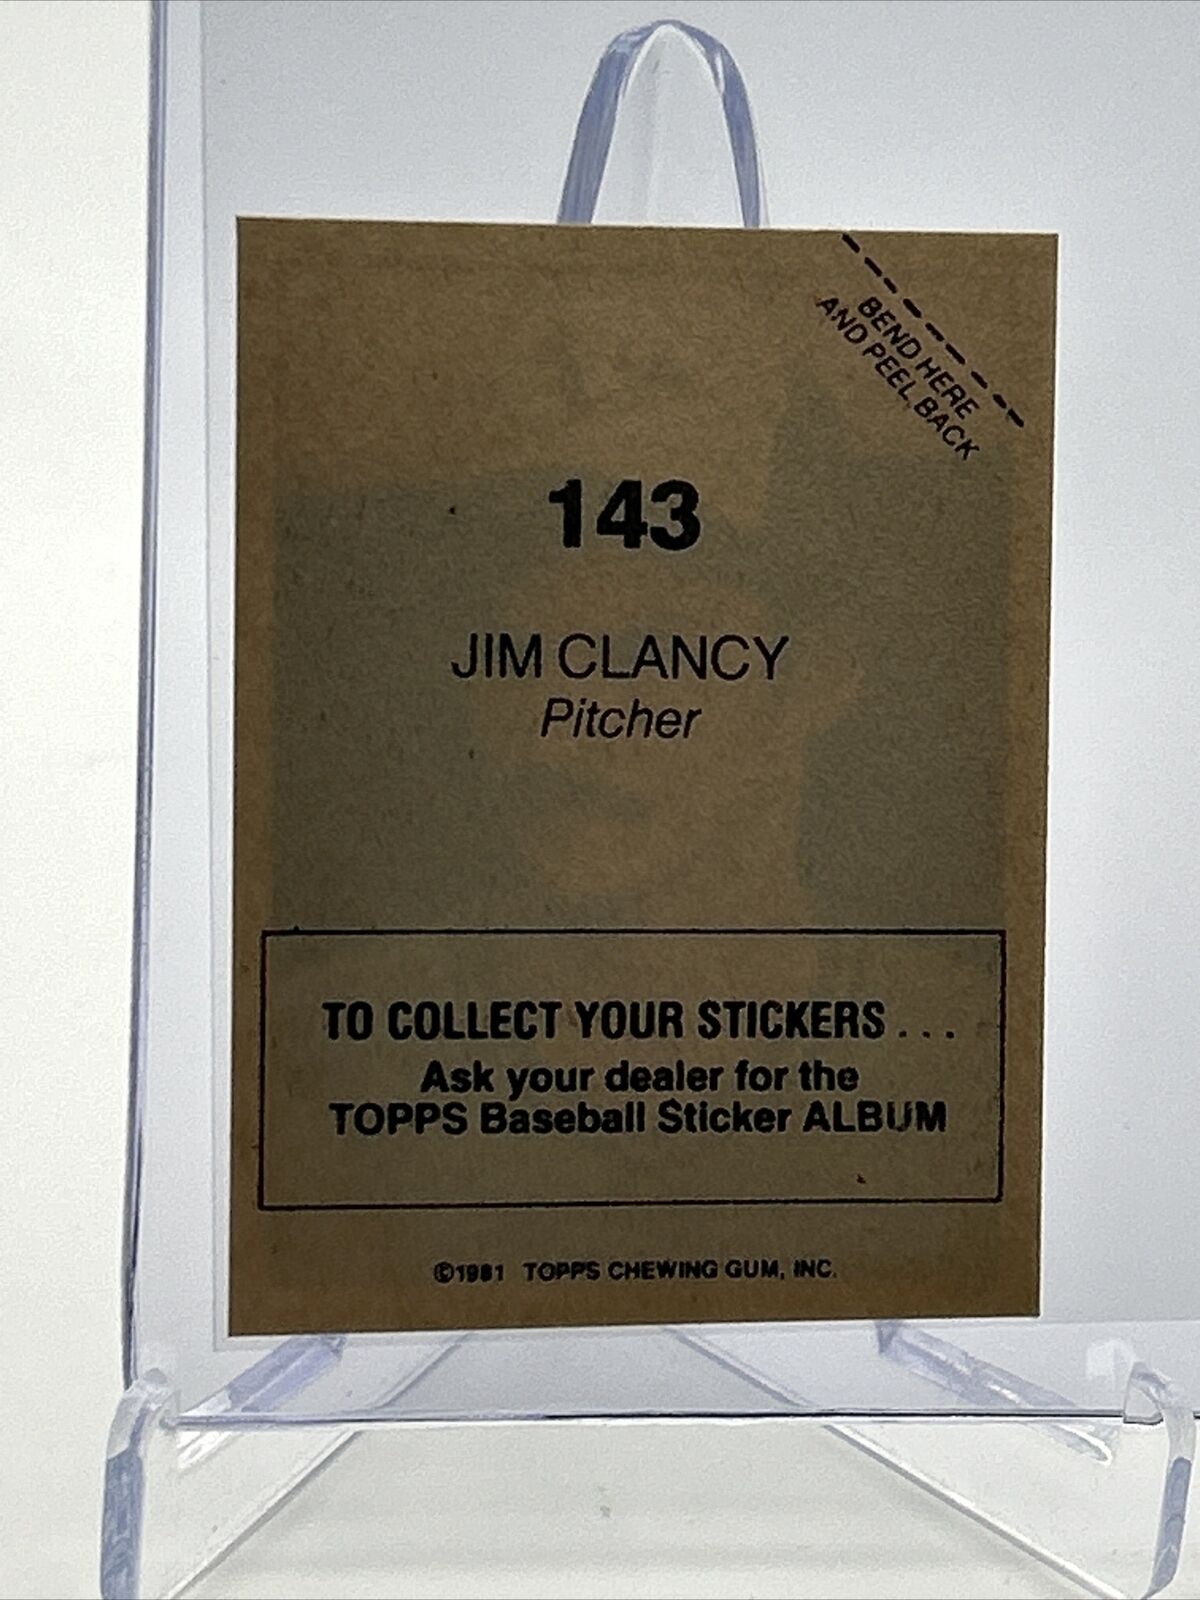 BEND HERE
AND PEEL BACK
143
JIM CLANCY
Pitcher
TO COLLECT YOUR STICKERS . . .
Ask your dealer for the
TOPPS Baseball Sticker ALBUM
©1981 TOPPS CHEWING GUM, INC.